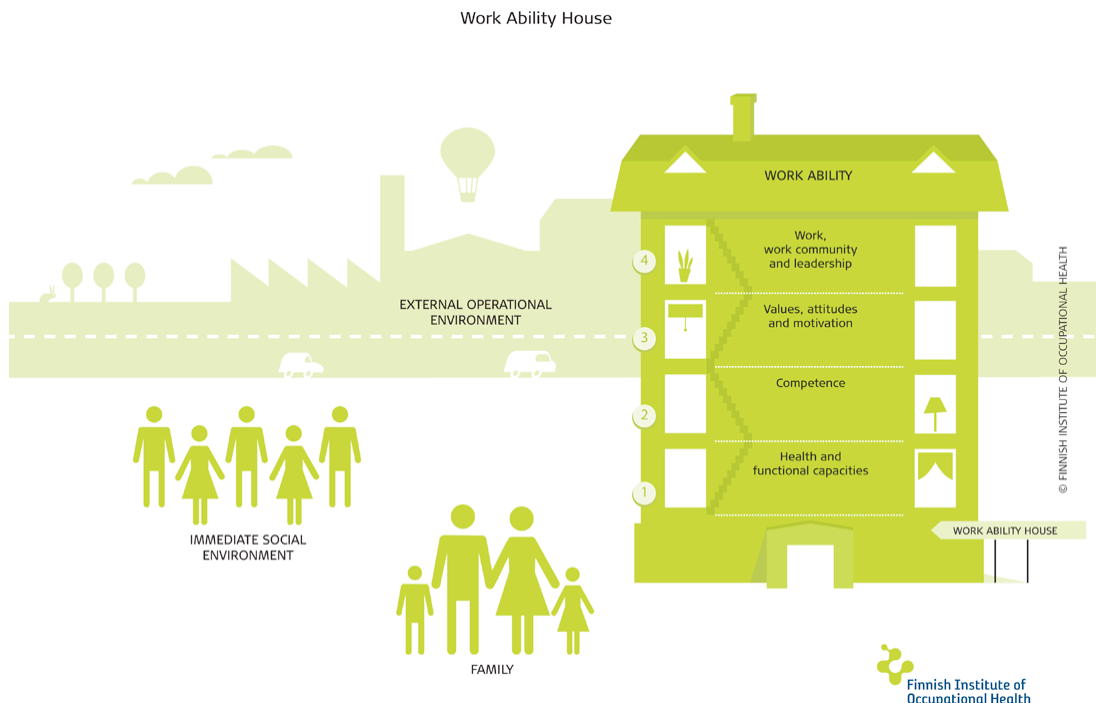 Work Ability House
WORK ABILITY
4
Work,
work community
and leadership
3
Values, attitudes
and motivation
2
Competence
1
Health and
functional capacities
EXTERNAL OPERATIONAL
ENVIRONMENT
IMMEDIATE SOCIAL
ENVIRONMENT
FAMILY
WORK ABILITY HOUSE
© FINNISH INSTITUTE OF OCCUPATIONAL HEALTH
Finnish Institute of
Occupational Health